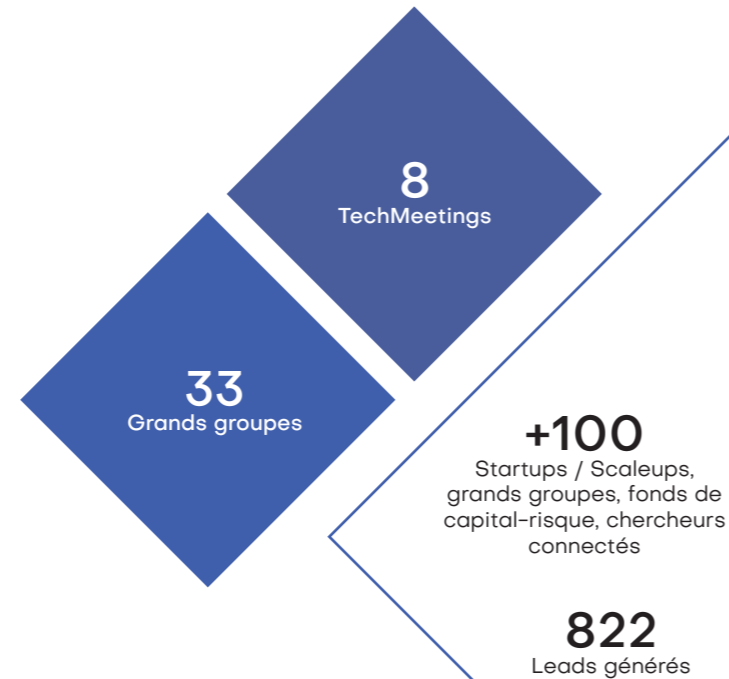 8
TechMeetings
33
Grands groupes
+100
Startups / Scaleups,
grands groupes, fonds de
capital-risque, chercheurs
connectés
822
Leads générés